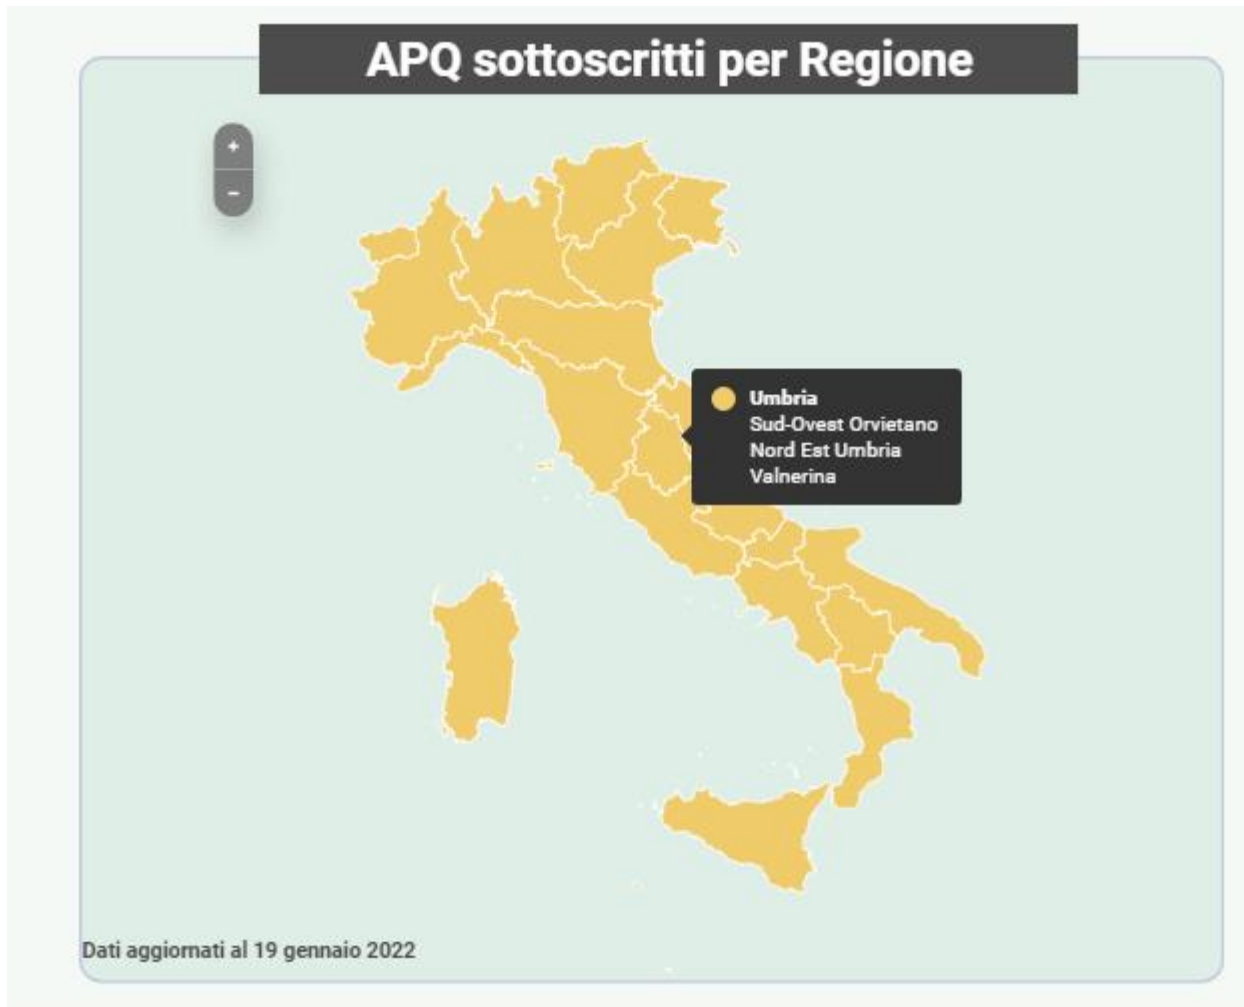 APQ sottoscritti per Regione
+
−
Umbria
Sud-Ovest Orvietano
Nord Est Umbria
Valnerina
Dati aggiornati al 19 gennaio 2022